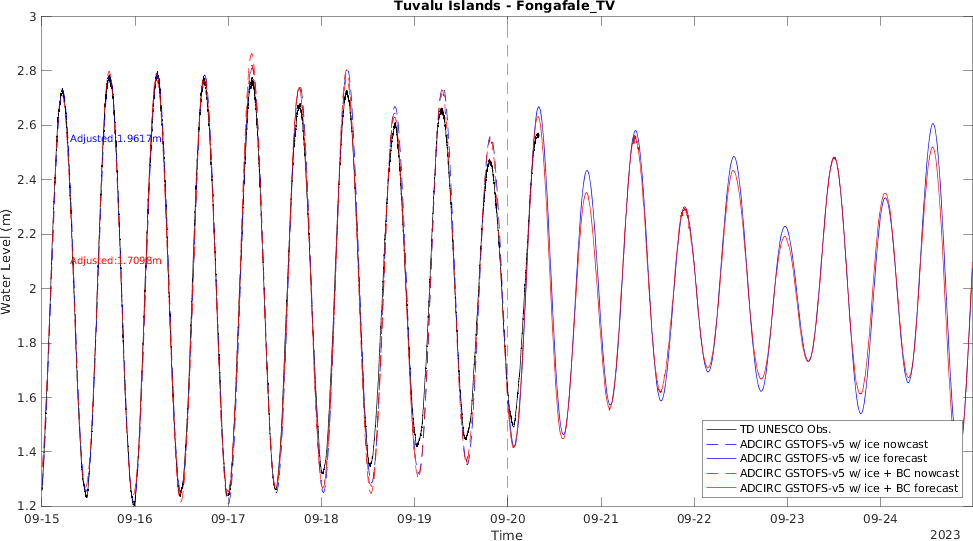 Tuvalu Islands - Fongafale_TV
3
2.8
2.6
2.4
2.2
2
1.8
1.6
1.4
1.2
Water Level (m)
Adjusted:1.9617m
Adjusted:1.7098m
TD UNESCO Obs.
ADCIRC GSTOFS-v5 w/ ice nowcast
ADCIRC GSTOFS-v5 w/ ice forecast
ADCIRC GSTOFS-v5 w/ ice + BC nowcast
ADCIRC GSTOFS-v5 w/ ice + BC forecast
09-15 09-16 09-17 09-18 09-19 09-20 09-21 09-22 09-23 09-24
Time
2023